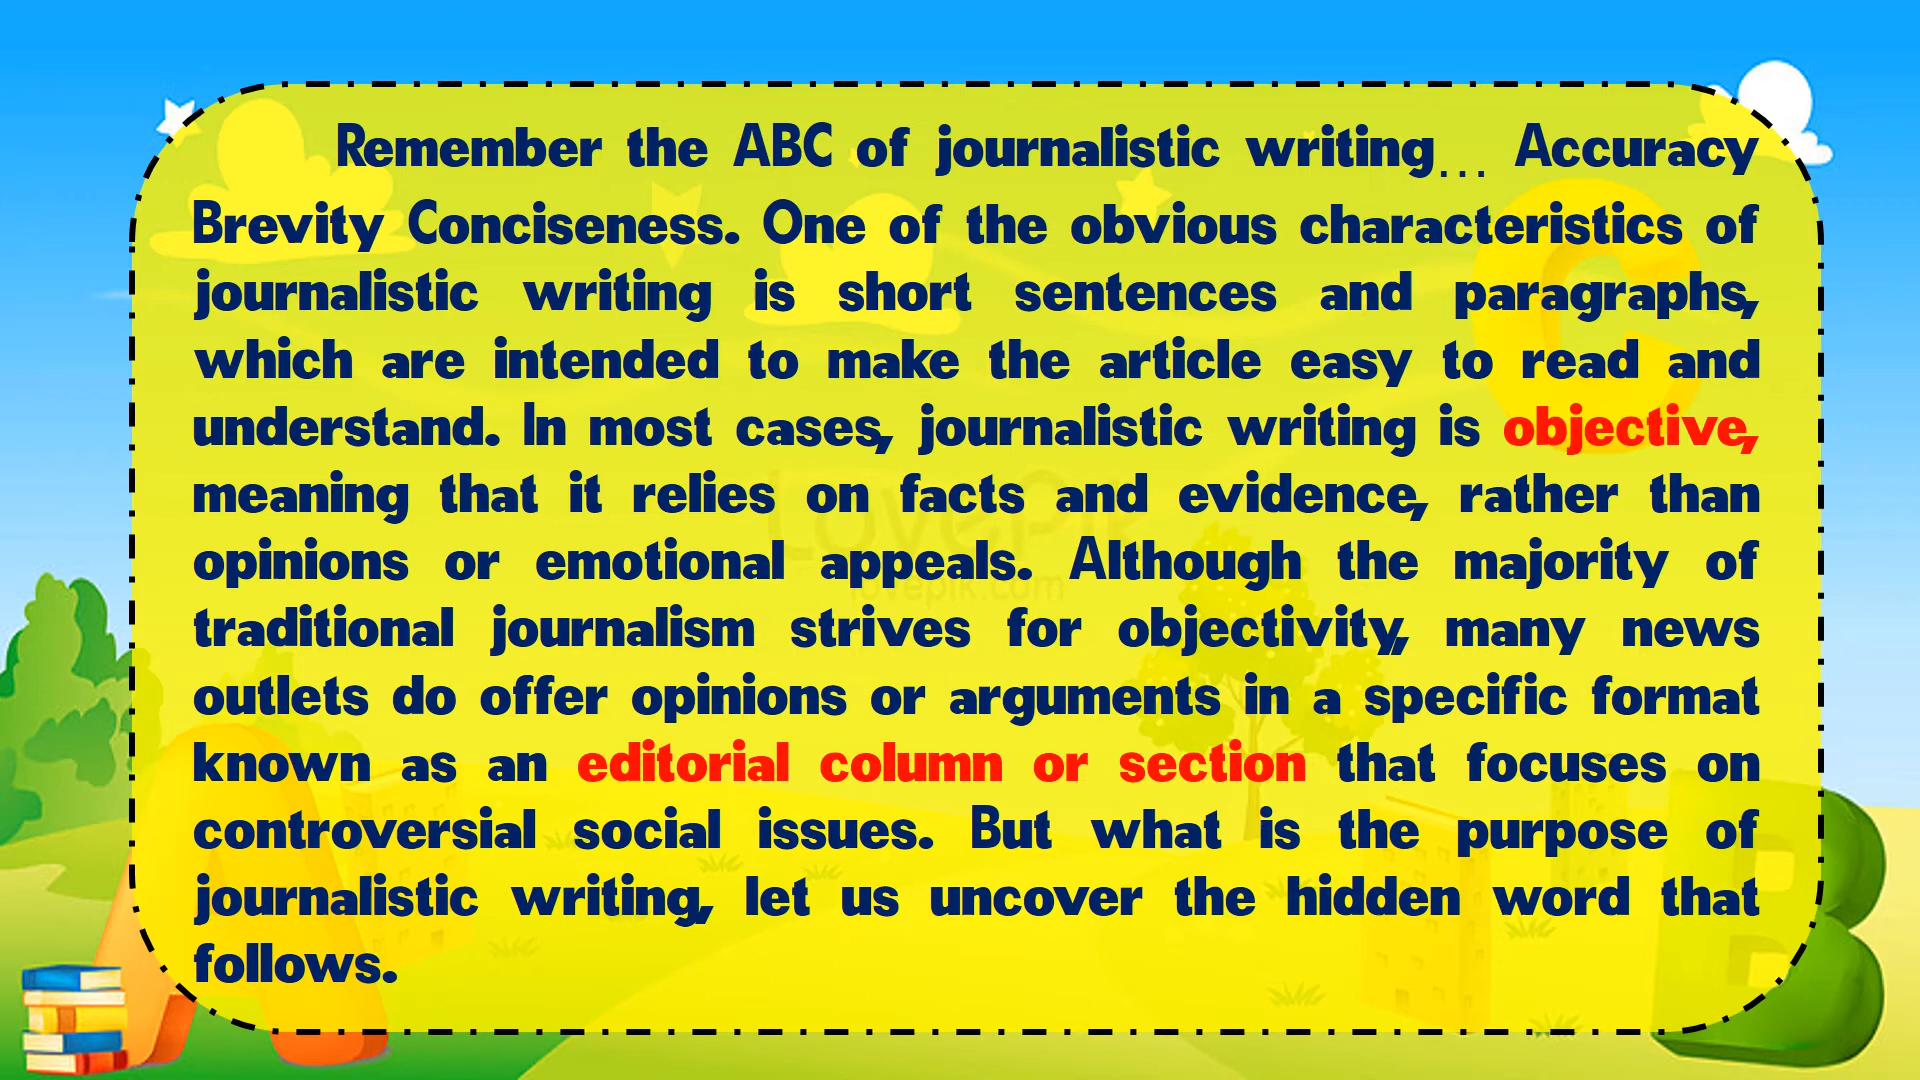 Remember the ABC of journalistic writing... Accuracy
Brevity Conciseness. One of the obvious characteristics of
journalistic writing is short sentences and paragraphs,
which are intended to make the article easy to read and
understand. In most cases, journalistic writing is objective,
meaning that it relies on facts and evidence, rather than
opinions or emotional appeals. Although the majority of
traditional journalism strives for objectivity, many news
outlets do offer opinions or arguments in a specific format
known as an editorial column or section that focuses on
controversial social issues. But what is the purpose of
journalistic writing, let us uncover the hidden word that
follows.
Lovepik
lovepik.com
A
B
C